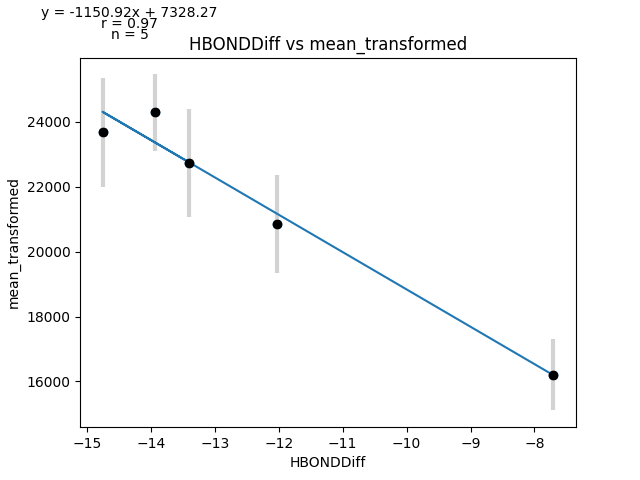 y = -1150.92x + 7328.27
r = 0.97
n = 5
HBONDDiff vs mean_transformed
mean_transformed
24000
22000
20000
18000
16000
−15 −14 −13 −12 −11 −10 −9 −8
HBONDDiff